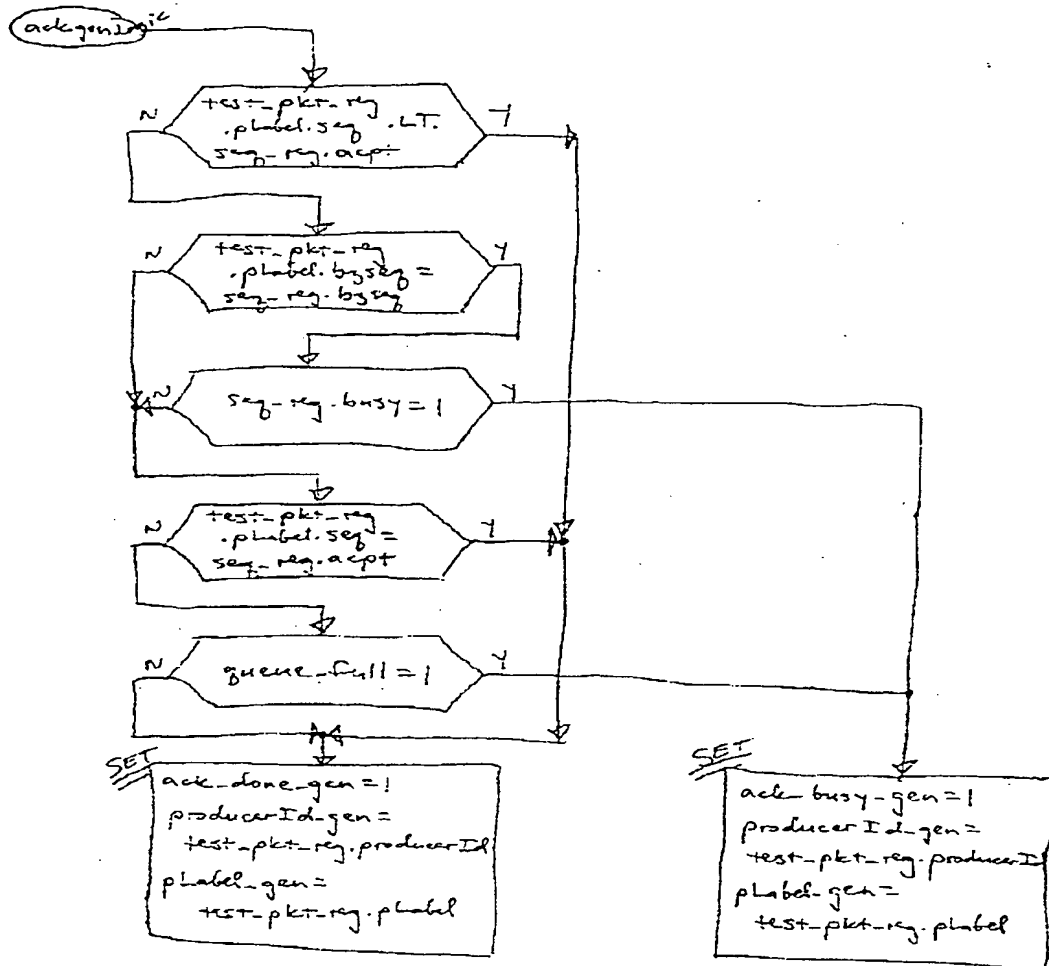 ackgenlogic
N
test_pkt_reg
.plabel.seq .LT.
seq_reg.acpt
Y
N
test_pkt_reg
.plabel.bzseq =
seq_reg.bzseq
Y
N
seq_reg.busy = 1
Y
N
test_pkt_reg
.plabel.seq =
seq_reg.acpt
Y
N
queue_full = 1
Y
SET
ack_done_gen = 1
producerId_gen =
test_pkt_reg.producerId
plabel_gen =
test_pkt_reg.plabel
SET
ack_busy_gen = 1
producerId_gen =
test_pkt_reg.producerId
plabel_gen =
test_pkt_reg.plabel